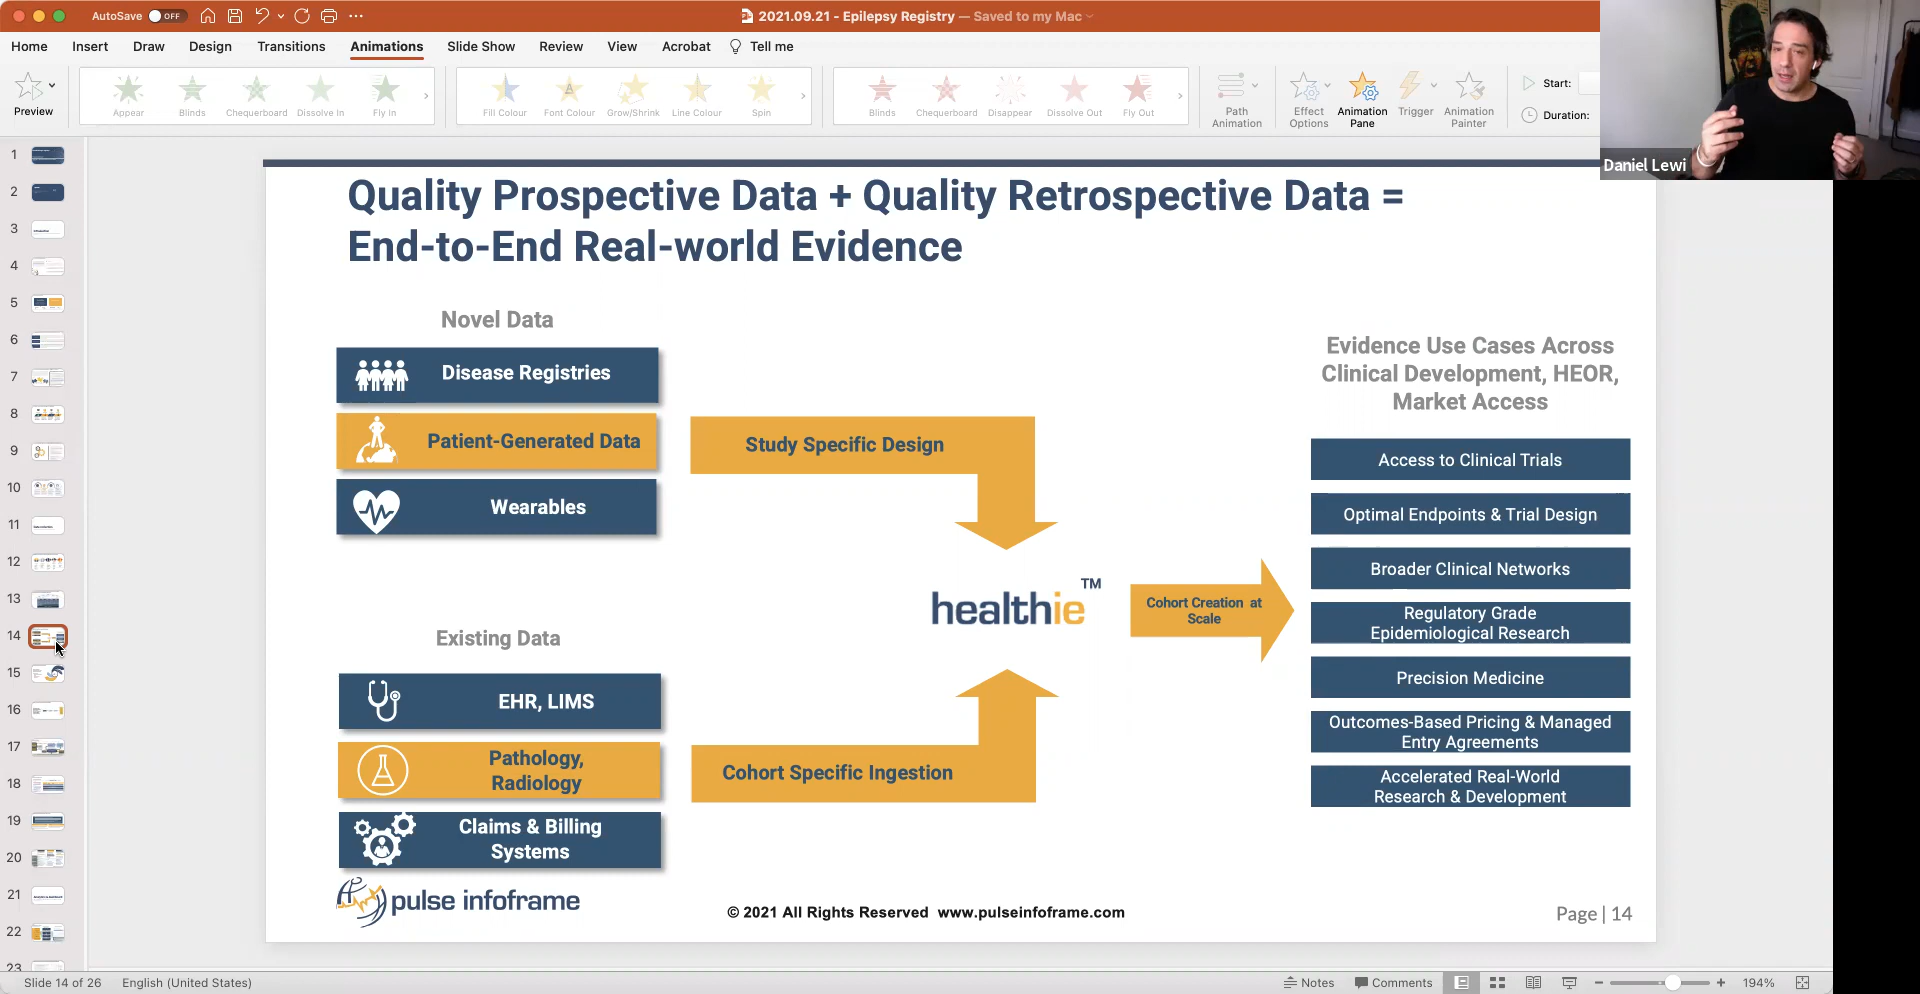 AutoSave OFF
2021.09.21 - Epilepsy Registry — Saved to my Mac
Home Insert Draw Design Transitions Animations Slide Show Review View Acrobat Tell me
Preview
Appear Blinds Chequerboard Dissolve In Fly In
Fill Colour Font Colour Grow/Shrink Line Colour Spin
Blinds Chequerboard Disappear Dissolve Out Fly Out
Path
Animation
Effect
Options
Animation
Pane
Trigger
Animation
Painter
Start:
Duration:
Daniel Lewi
1
2
3
4
5
6
7
8
9
10
11
12
13
14
15
16
17
18
19
20
21
22
23
Quality Prospective Data + Quality Retrospective Data =
End-to-End Real-world Evidence
Novel Data
Disease Registries
Patient-Generated Data
Wearables
Study Specific Design
Existing Data
EHR, LIMS
Pathology,
Radiology
Claims & Billing
Systems
Cohort Specific Ingestion
healthie TM
Cohort Creation at
Scale
Evidence Use Cases Across
Clinical Development, HEOR,
Market Access
Access to Clinical Trials
Optimal Endpoints & Trial Design
Broader Clinical Networks
Regulatory Grade
Epidemiological Research
Precision Medicine
Outcomes-Based Pricing & Managed
Entry Agreements
Accelerated Real-World
Research & Development
pulse infoframe
© 2021 All Rights Reserved www.pulseinfoframe.com
Page | 14
Slide 14 of 26 English (United States)
Notes Comments 194%